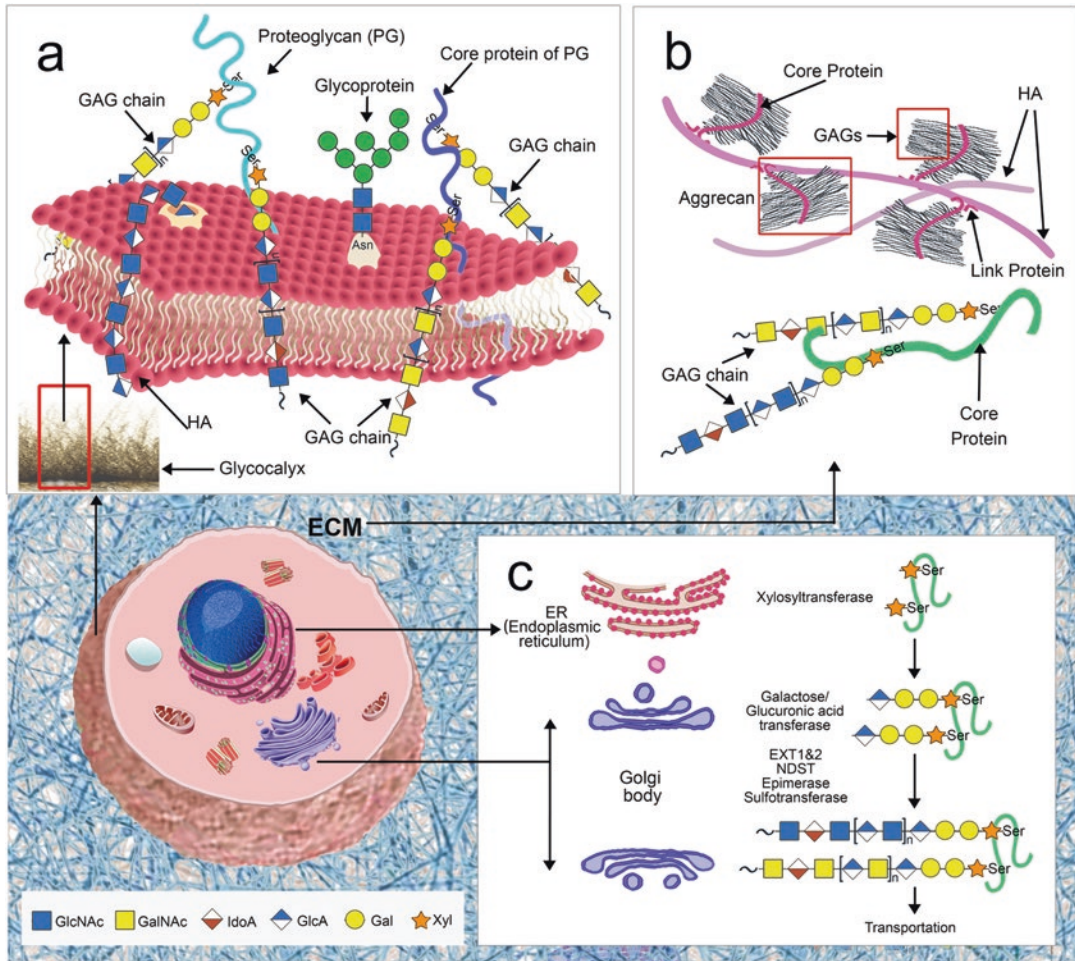 a
Proteoglycan (PG)
Core protein of PG
Glycoprotein
GAG chain
GAG chain
Ser
Ser
Ser
Ser
n
n
n
n
n
Asn
HA
GAG chain
Glycocalyx
b
Core Protein
HA
GAGs
Aggrecan
Link Protein
Ser
n
Ser
GAG chain
n
Core
Protein
ECM
c
ER
(Endoplasmic
reticulum)
Xylosyltransferase
Ser
Ser
Galactose/
Glucuronic acid
transferase
Ser
Ser
EXT1&2
NDST
Epimerase
Sulfotransferase
Golgi
body
n
Ser
n
Ser
Transportation
GlcNAc
GalNAc
IdoA
GlcA
Gal
Xyl